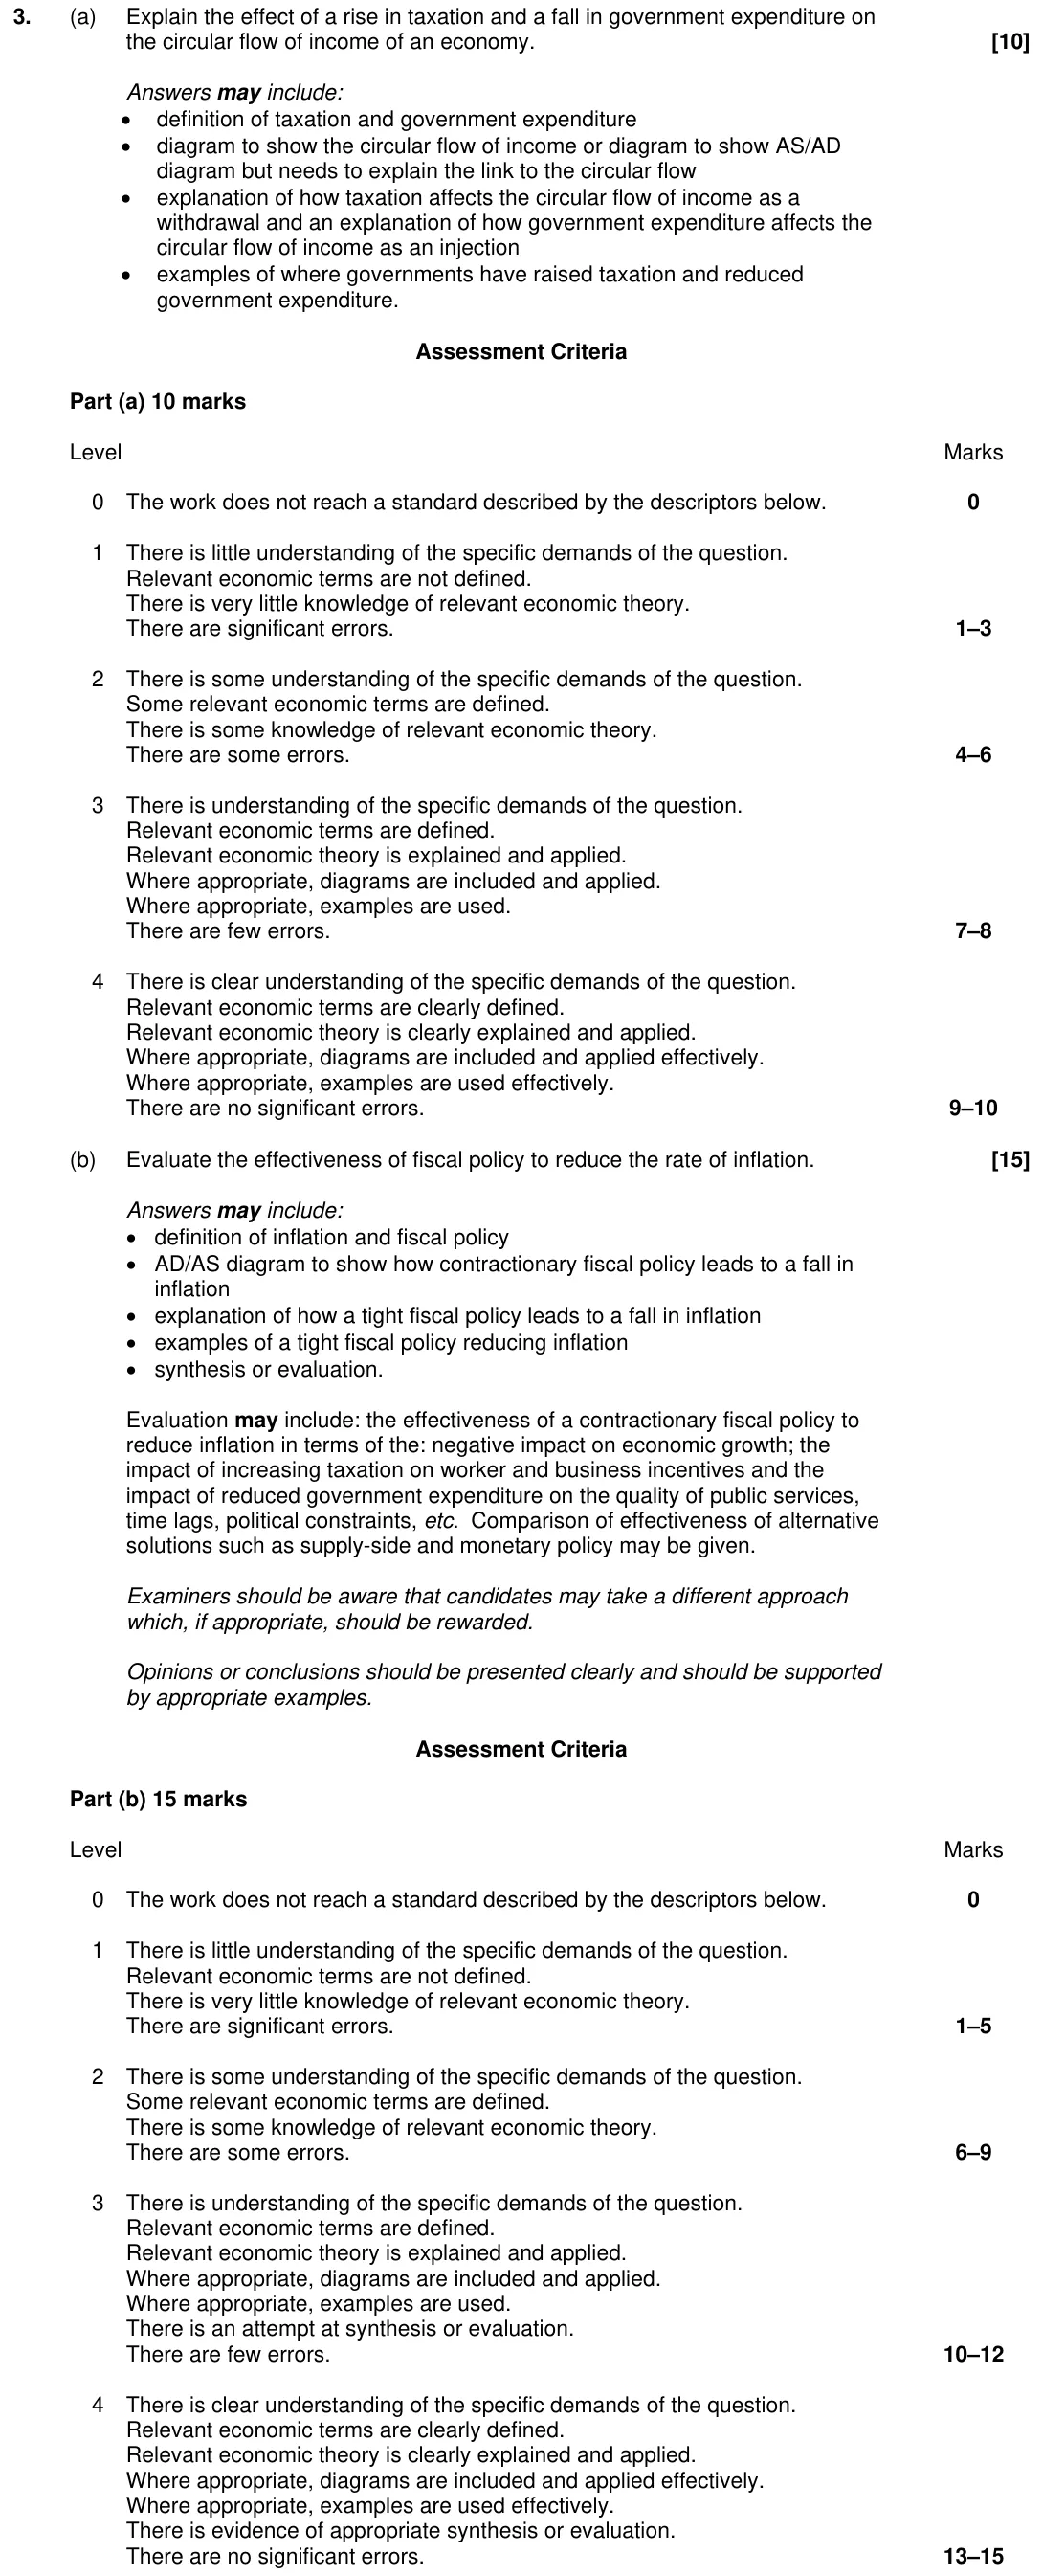 3. (a) Explain the effect of a rise in taxation and a fall in government expenditure on
the circular flow of income of an economy. [10]
Answers may include:
• definition of taxation and government expenditure
• diagram to show the circular flow of income or diagram to show AS/AD
diagram but needs to explain the link to the circular flow
• explanation of how taxation affects the circular flow of income as a
withdrawal and an explanation of how government expenditure affects the
circular flow of income as an injection
• examples of where governments have raised taxation and reduced
government expenditure.
Assessment Criteria
Part (a) 10 marks
Level Marks
0 The work does not reach a standard described by the descriptors below. 0
1 There is little understanding of the specific demands of the question.
Relevant economic terms are not defined.
There is very little knowledge of relevant economic theory.
There are significant errors. 1–3
2 There is some understanding of the specific demands of the question.
Some relevant economic terms are defined.
There is some knowledge of relevant economic theory.
There are some errors. 4–6
3 There is understanding of the specific demands of the question.
Relevant economic terms are defined.
Relevant economic theory is explained and applied.
Where appropriate, diagrams are included and applied.
Where appropriate, examples are used.
There are few errors. 7–8
4 There is clear understanding of the specific demands of the question.
Relevant economic terms are clearly defined.
Relevant economic theory is clearly explained and applied.
Where appropriate, diagrams are included and applied effectively.
Where appropriate, examples are used effectively.
There are no significant errors. 9–10
(b) Evaluate the effectiveness of fiscal policy to reduce the rate of inflation. [15]
Answers may include:
• definition of inflation and fiscal policy
• AD/AS diagram to show how contractionary fiscal policy leads to a fall in
inflation
• explanation of how a tight fiscal policy leads to a fall in inflation
• examples of a tight fiscal policy reducing inflation
• synthesis or evaluation.
Evaluation may include: the effectiveness of a contractionary fiscal policy to
reduce inflation in terms of the: negative impact on economic growth; the
impact of increasing taxation on worker and business incentives and the
impact of reduced government expenditure on the quality of public services,
time lags, political constraints, etc. Comparison of effectiveness of alternative
solutions such as supply-side and monetary policy may be given.
Examiners should be aware that candidates may take a different approach
which, if appropriate, should be rewarded.
Opinions or conclusions should be presented clearly and should be supported
by appropriate examples.
Assessment Criteria
Part (b) 15 marks
Level Marks
0 The work does not reach a standard described by the descriptors below. 0
1 There is little understanding of the specific demands of the question.
Relevant economic terms are not defined.
There is very little knowledge of relevant economic theory.
There are significant errors. 1–5
2 There is some understanding of the specific demands of the question.
Some relevant economic terms are defined.
There is some knowledge of relevant economic theory.
There are some errors. 6–9
3 There is understanding of the specific demands of the question.
Relevant economic terms are defined.
Relevant economic theory is explained and applied.
Where appropriate, diagrams are included and applied.
Where appropriate, examples are used.
There is an attempt at synthesis or evaluation.
There are few errors. 10–12
4 There is clear understanding of the specific demands of the question.
Relevant economic terms are clearly defined.
Relevant economic theory is clearly explained and applied.
Where appropriate, diagrams are included and applied effectively.
Where appropriate, examples are used effectively.
There is evidence of appropriate synthesis or evaluation.
There are no significant errors. 13–15